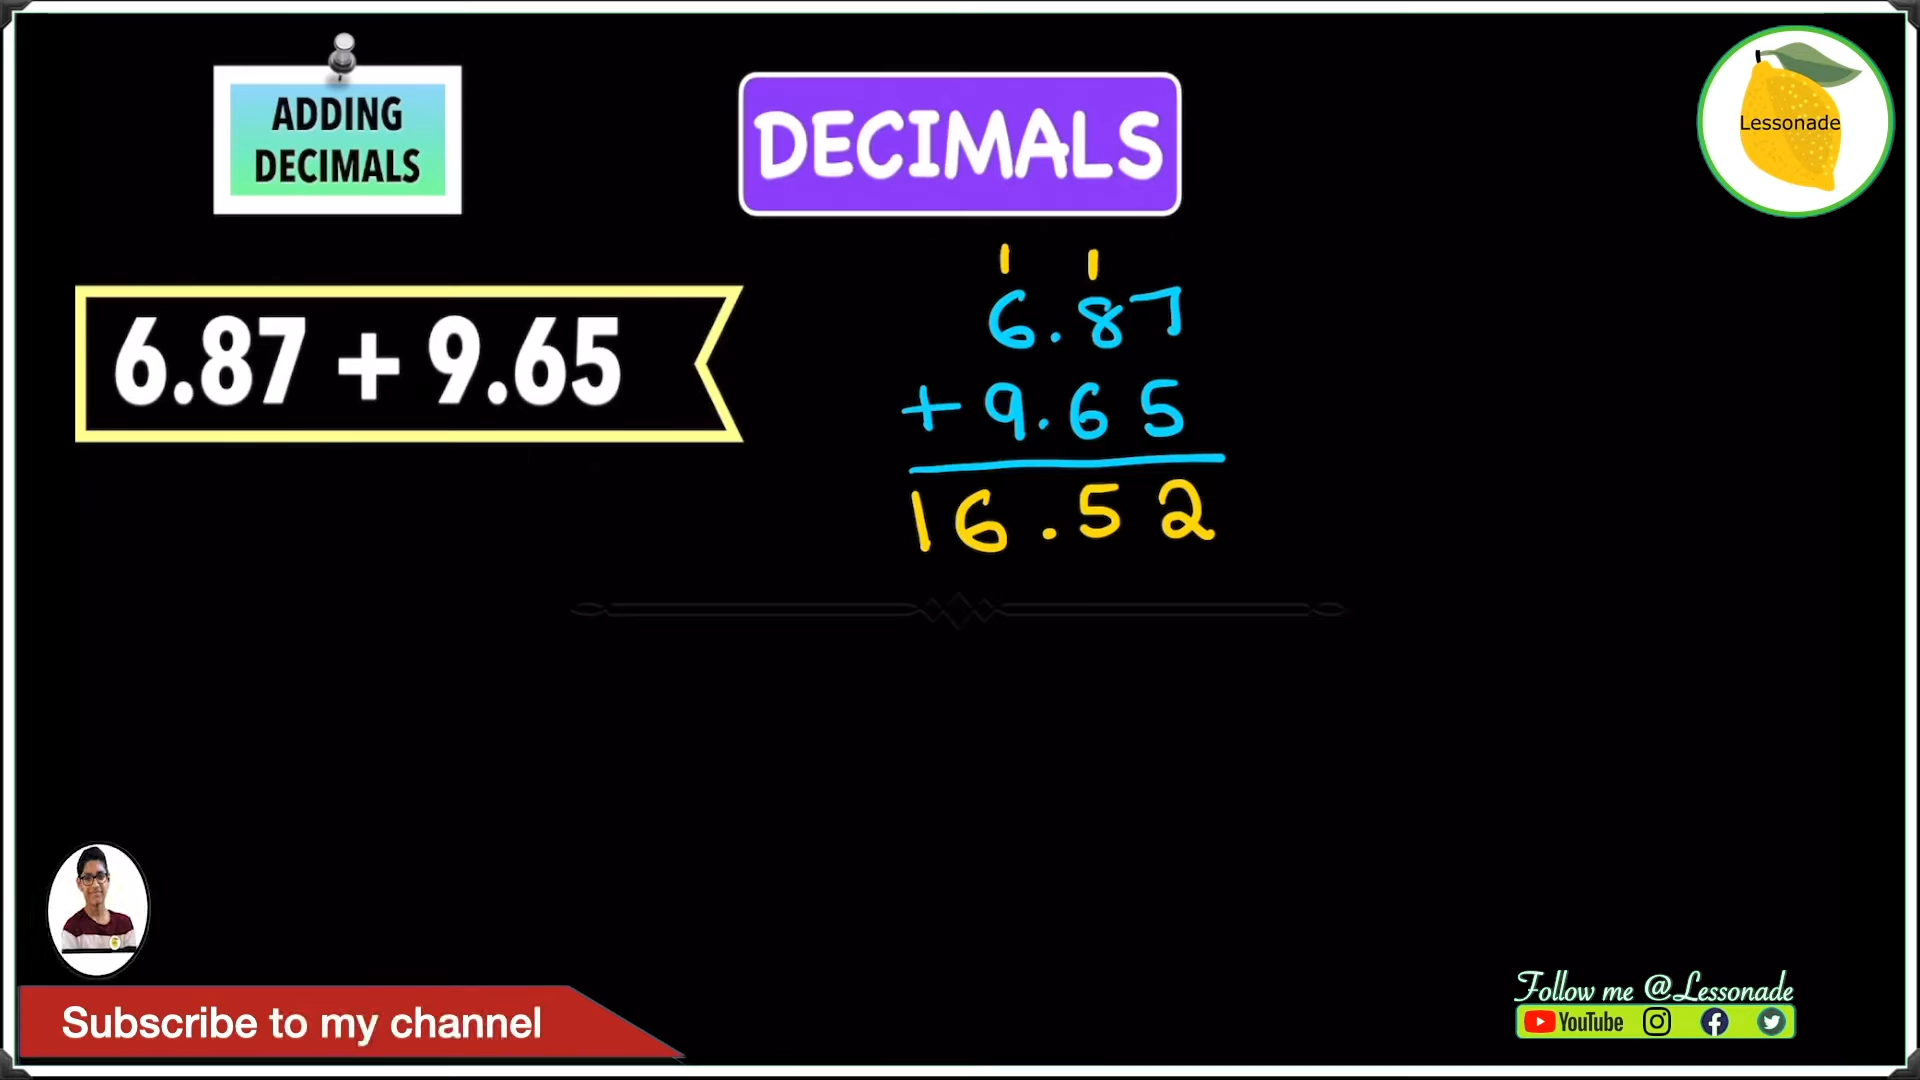 ADDING
DECIMALS
DECIMALS
Lessonade
6.87 + 9.65
1 1
6.87
+ 9.65
16.52
Subscribe to my channel
Follow me @Lessonade
YouTube